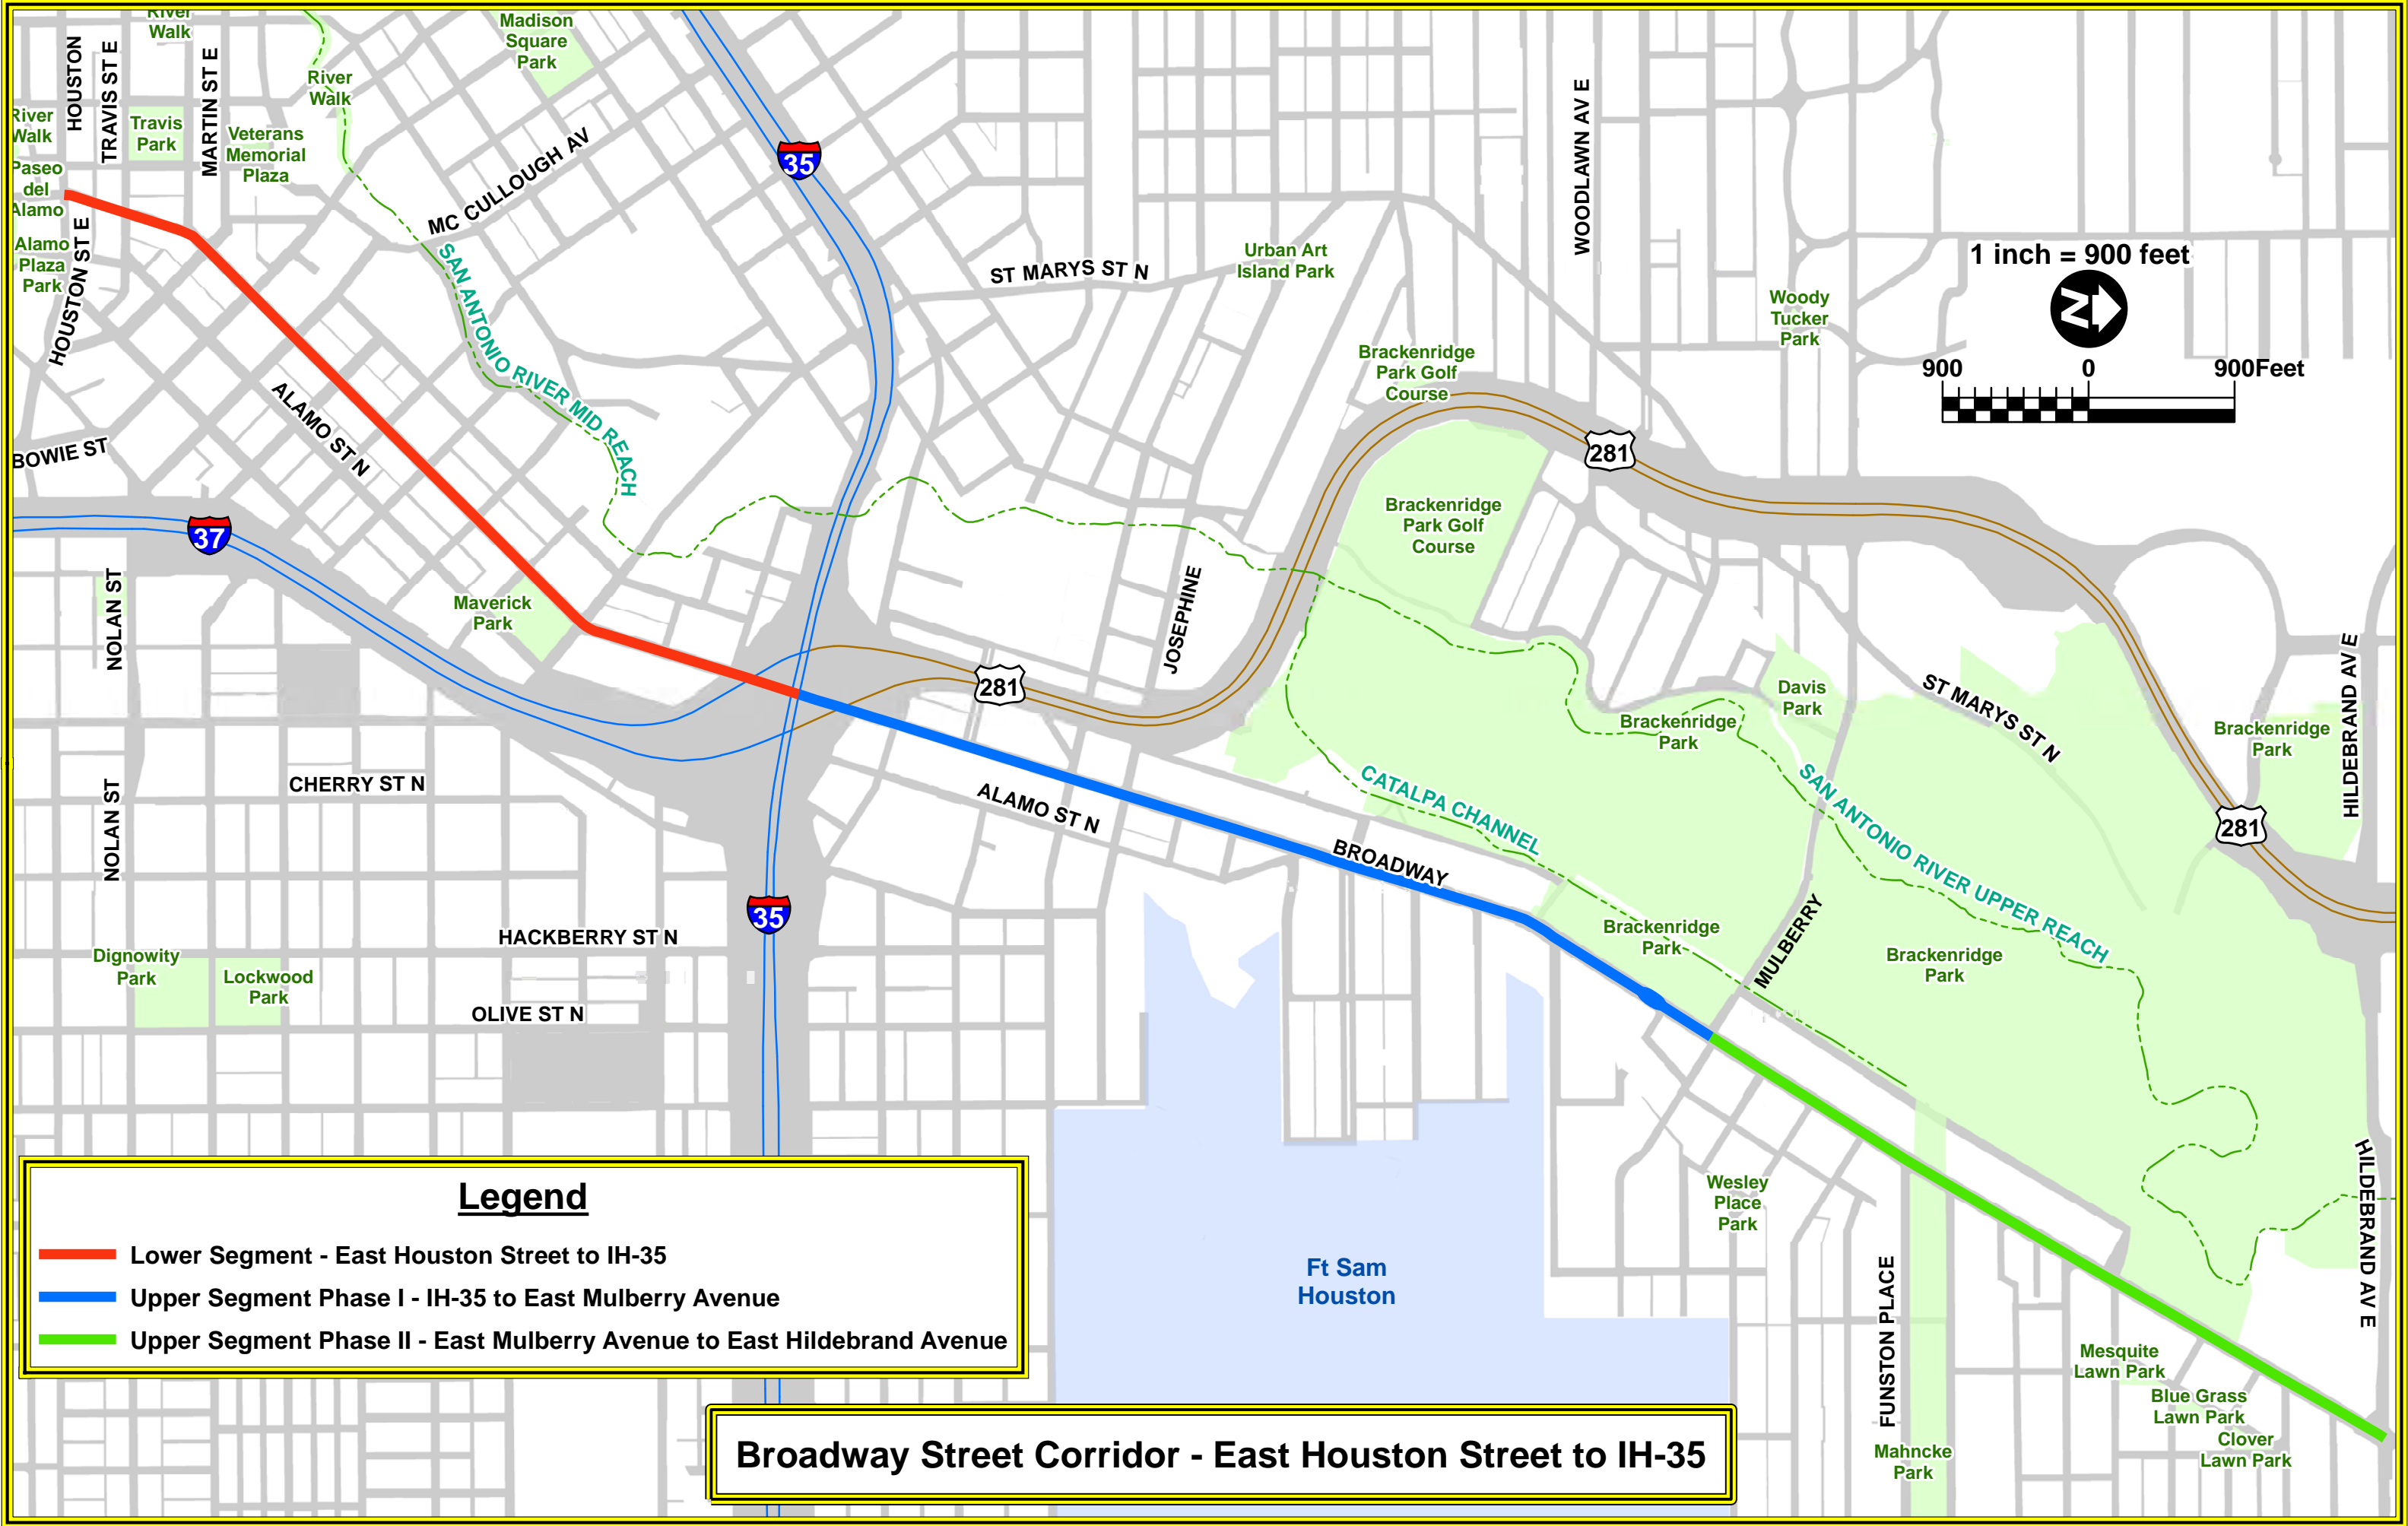 River
Walk
Madison
Square
Park
HOUSTON
TRAVIS ST E
MARTIN ST E
River
Walk
River
Walk
Travis
Park
Veterans
Memorial
Plaza
MC CULLOUGH AV
35
WOODLAWN AV E
Paseo
del
Alamo
Alamo
Plaza
Park
HOUSTON ST E
SAN ANTONIO RIVER MID REACH
ST MARYS ST N
Urban Art
Island Park
1 inch = 900 feet
N
900
0
900Feet
Woody
Tucker
Park
Brackenridge
Park Golf
Course
ALAMO ST N
BOWIE ST
281
37
Brackenridge
Park Golf
Course
NOLAN ST
Maverick
Park
JOSEPHINE
281
Davis
Park
ST MARYS ST N
HILDEBRAND AV E
Brackenridge
Park
Brackenridge
Park
CHERRY ST N
NOLAN ST
ALAMO ST N
CATALPA CHANNEL
SAN ANTONIO RIVER UPPER REACH
281
BROADWAY
35
HACKBERRY ST N
Brackenridge
Park
MULBERRY
Brackenridge
Park
Dignowity
Park
Lockwood
Park
OLIVE ST N
Wesley
Place
Park
HILDEBRAND AV E
Ft Sam
Houston
FUNSTON PLACE
Mesquite
Lawn Park
Blue Grass
Lawn Park
Clover
Lawn Park
Mahncke
Park
Legend
Lower Segment - East Houston Street to IH-35
Upper Segment Phase I - IH-35 to East Mulberry Avenue
Upper Segment Phase II - East Mulberry Avenue to East Hildebrand Avenue
Broadway Street Corridor - East Houston Street to IH-35